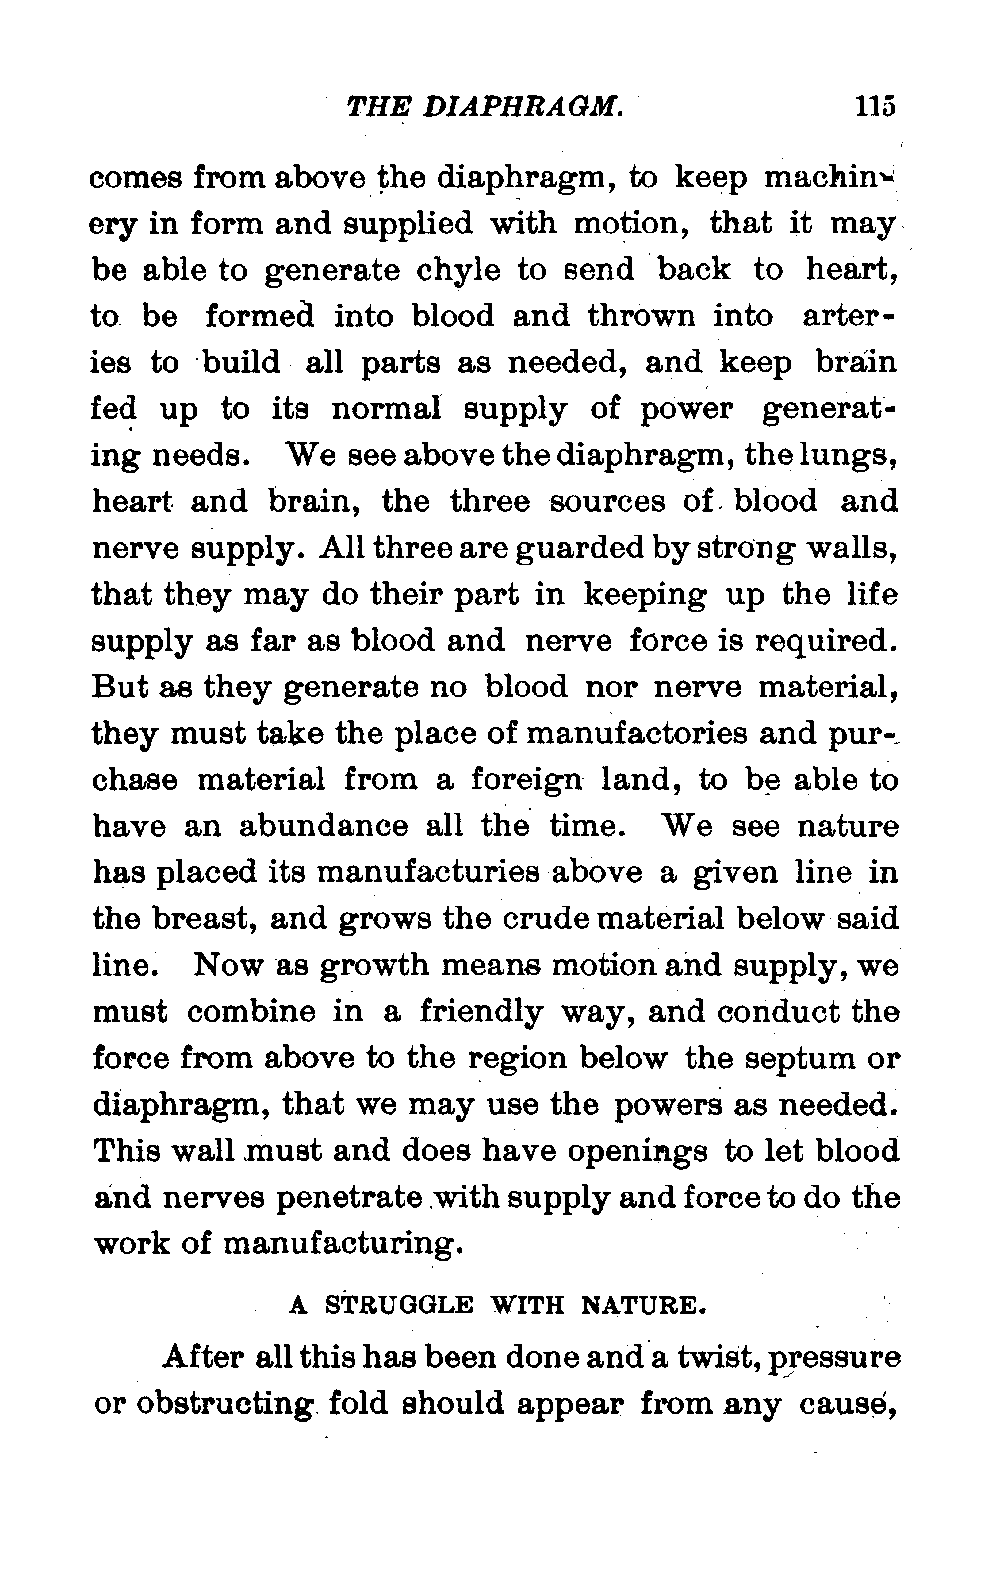 THE DIAPHRAGM. 115
comes from above the diaphragm, to keep machin-
ery in form and supplied with motion, that it may
be able to generate chyle to send back to heart,
to be formed into blood and thrown into arter-
ies to build all parts as needed, and keep brain
fed up to its normal supply of power generat-
ing needs. We see above the diaphragm, the lungs,
heart and brain, the three sources of blood and
nerve supply. All three are guarded by strong walls,
that they may do their part in keeping up the life
supply as far as blood and nerve force is required.
But as they generate no blood nor nerve material,
they must take the place of manufactories and pur-
chase material from a foreign land, to be able to
have an abundance all the time. We see nature
has placed its manufacturies above a given line in
the breast, and grows the crude material below said
line. Now as growth means motion and supply, we
must combine in a friendly way, and conduct the
force from above to the region below the septum or
diaphragm, that we may use the powers as needed.
This wall must and does have openings to let blood
and nerves penetrate with supply and force to do the
work of manufacturing.
A STRUGGLE WITH NATURE.
After all this has been done and a twist, pressure
or obstructing fold should appear from any cause,